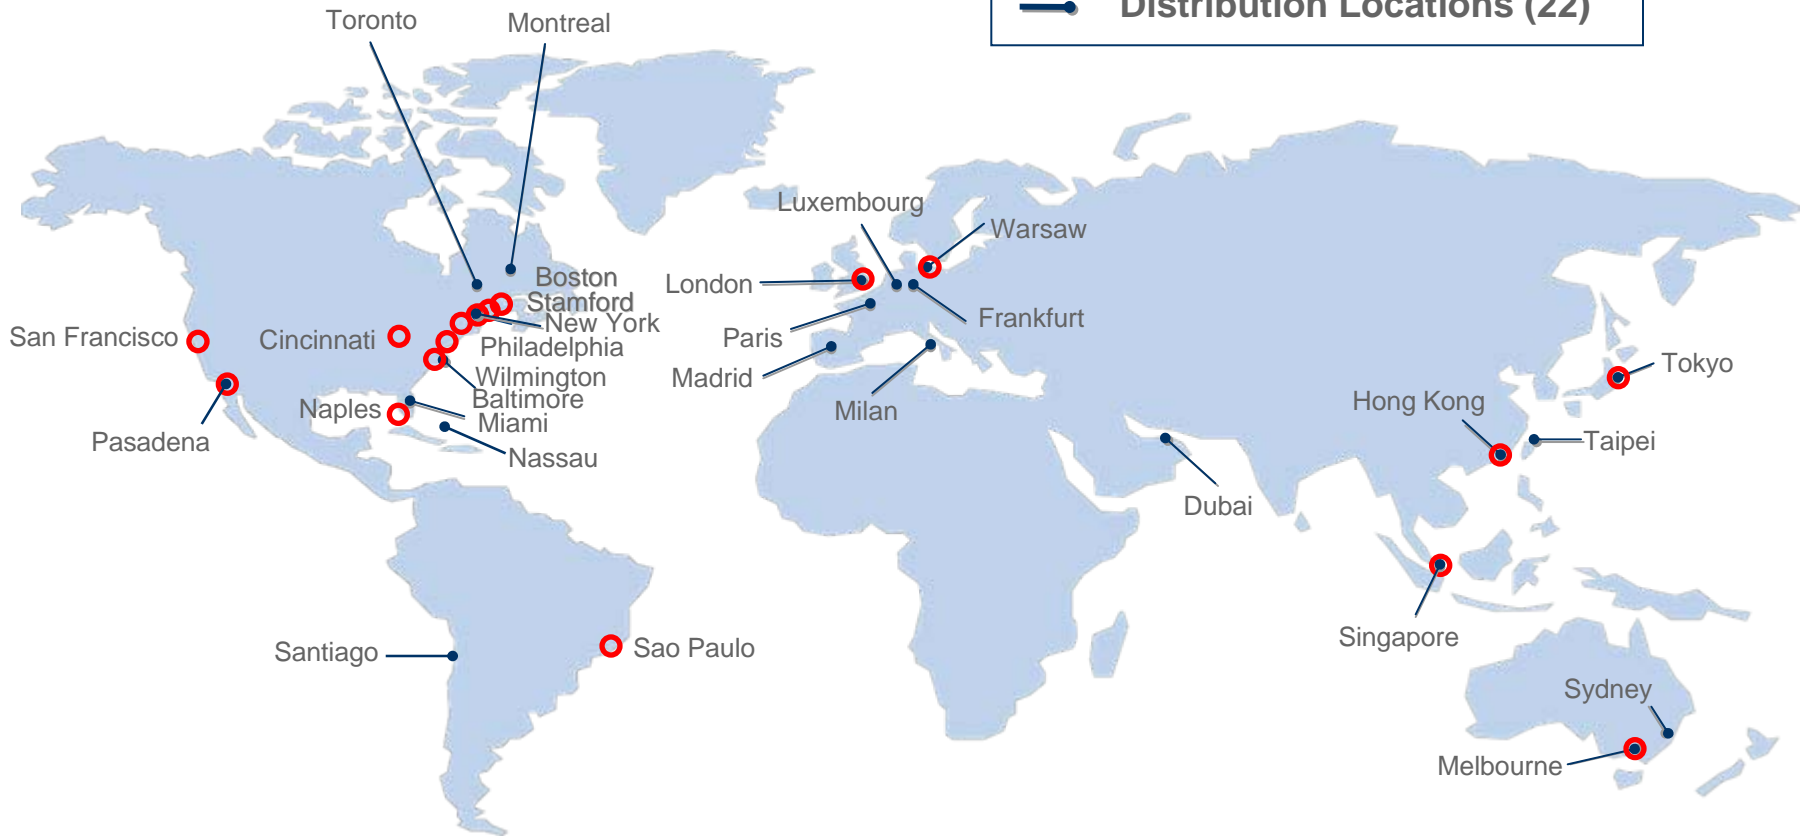 Distribution Locations (22)
Toronto
Montreal
Luxembourg
Warsaw
Boston
London
Stamford
New York
Frankfurt
San Francisco
Cincinnati
Paris
Philadelphia
Tokyo
Wilmington
Madrid
Baltimore
Hong Kong
Naples
Milan
Miami
Pasadena
Taipei
Nassau
Dubai
Singapore
Santiago
Sao Paulo
Sydney
Melbourne